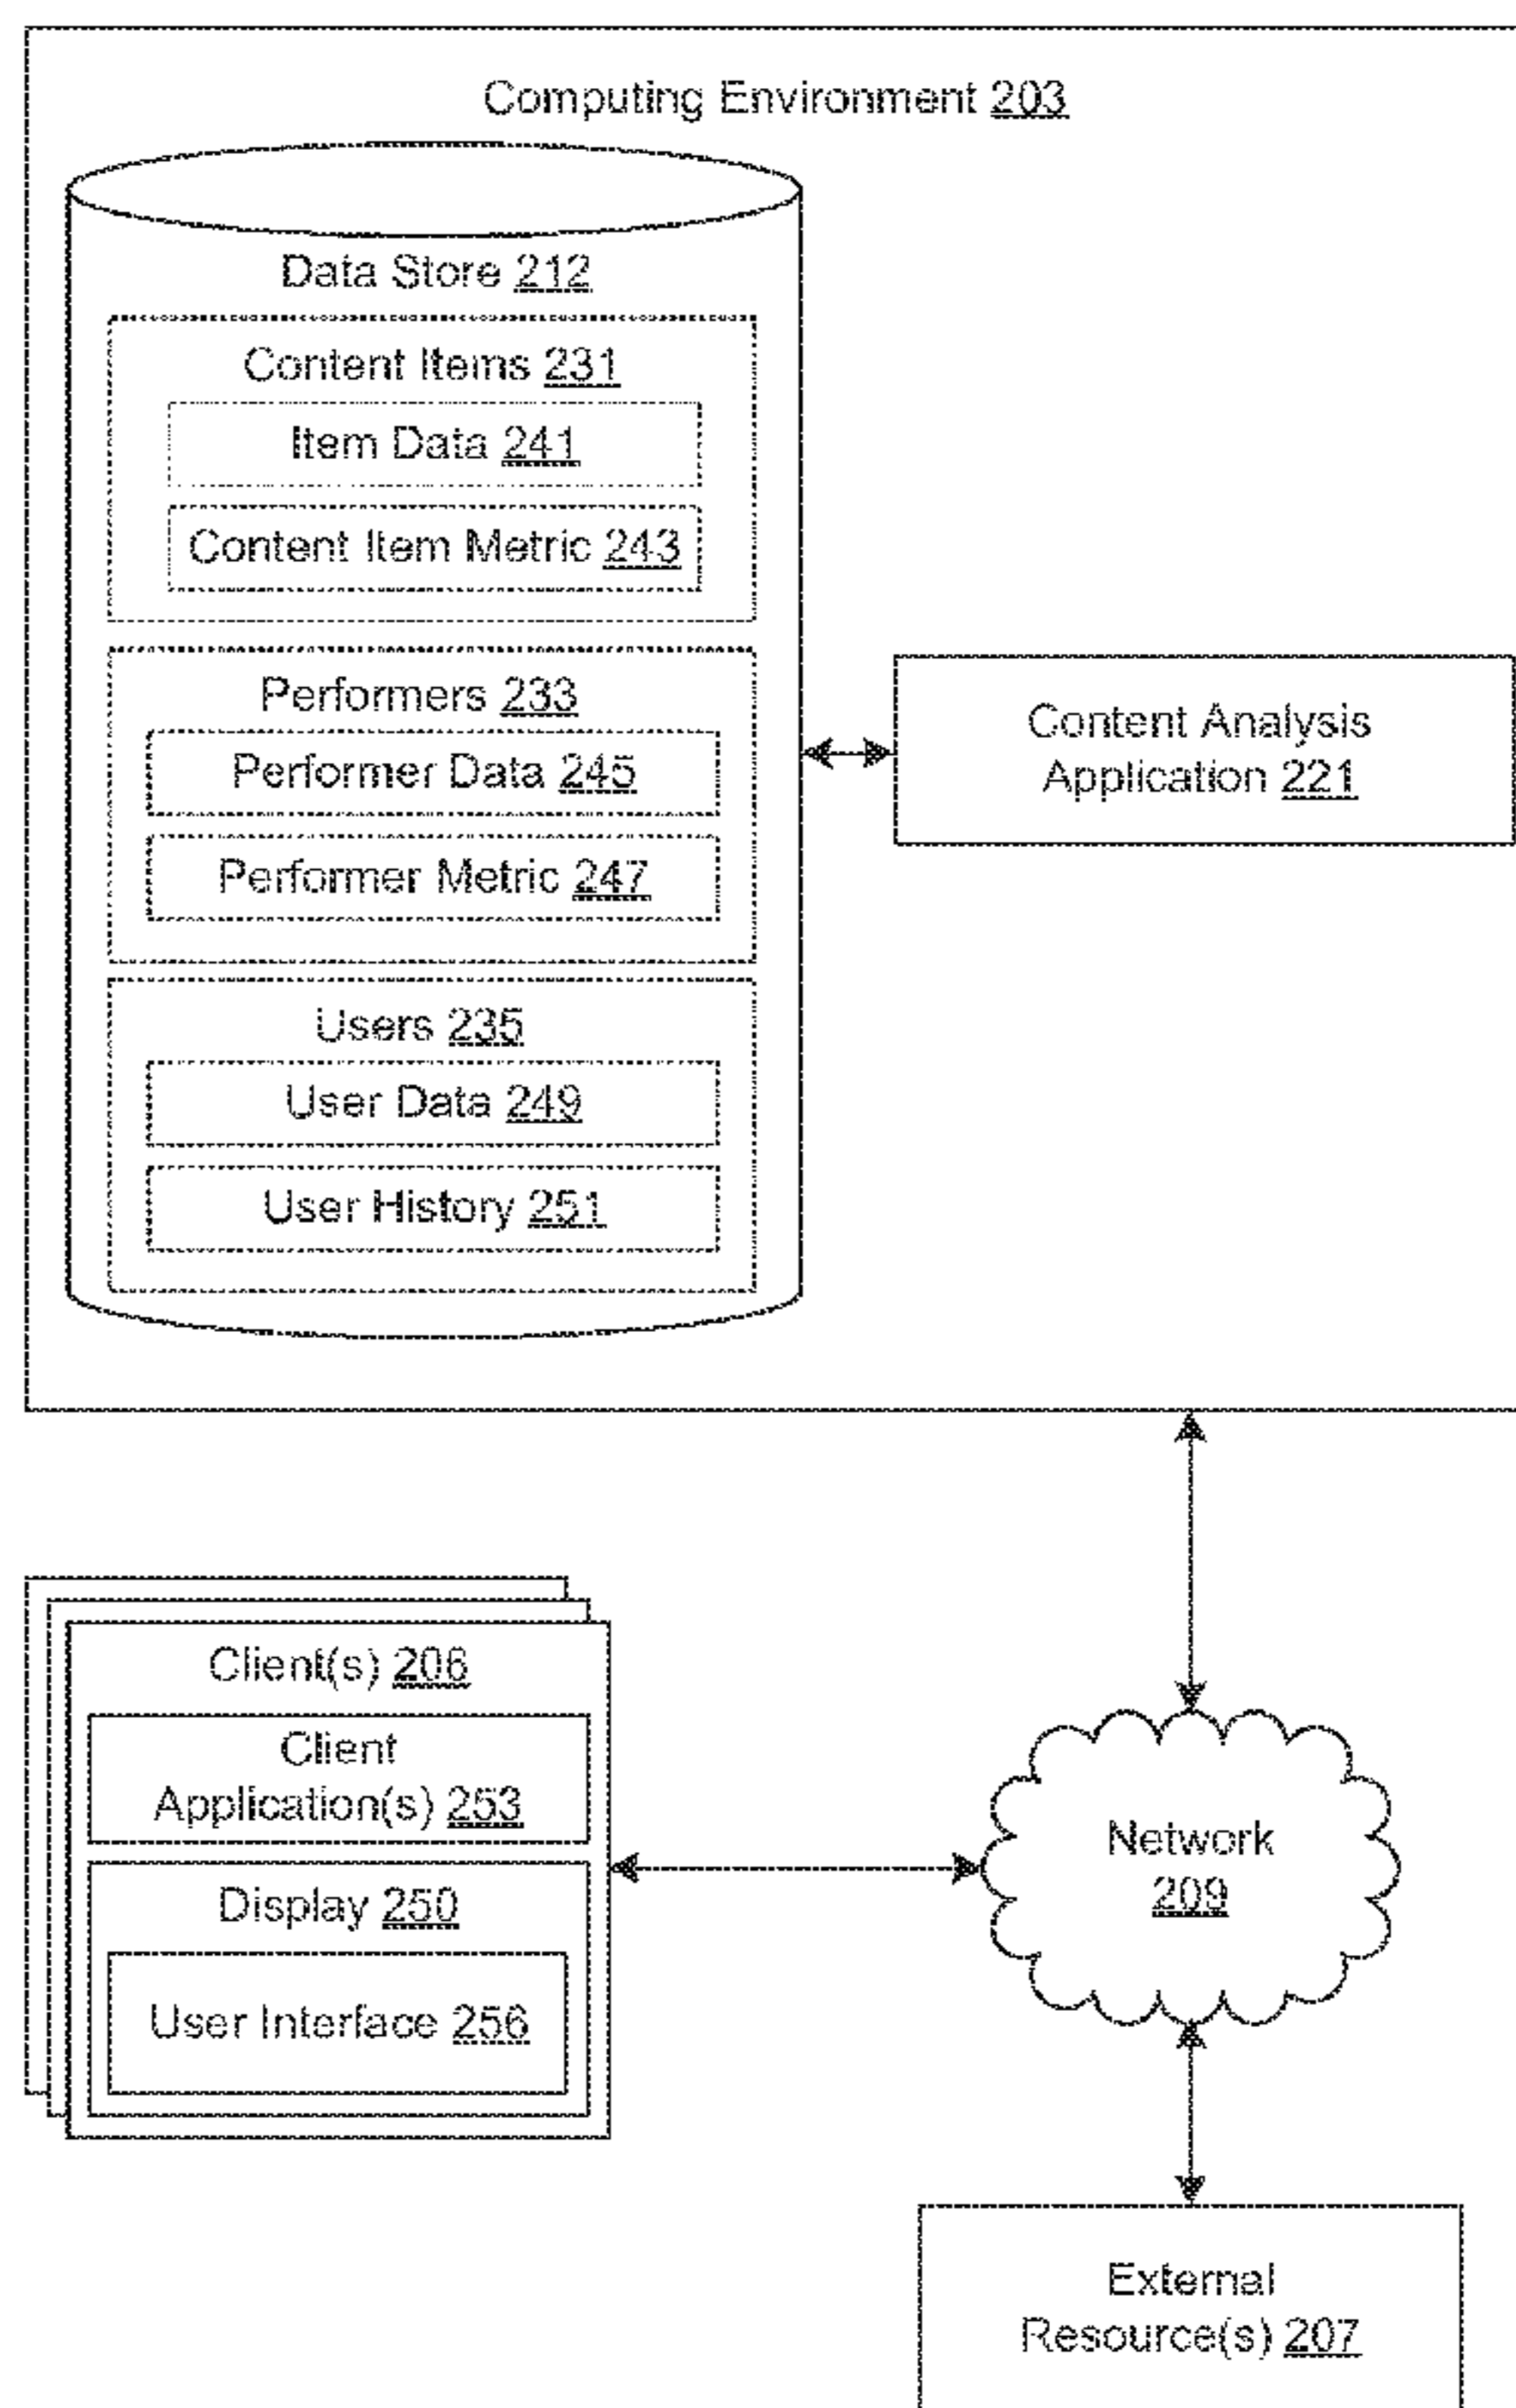 Computing Environment 203
Data Store 212
Content Items 231
Item Data 241
Content Item Metric 243
Performers 233
Performer Data 245
Performer Metric 247
Users 235
User Data 249
User History 251
Content Analysis
Application 221
Client(s) 206
Client
Application(s) 253
Display 250
User Interface 256
Network
209
External
Resource(s) 207